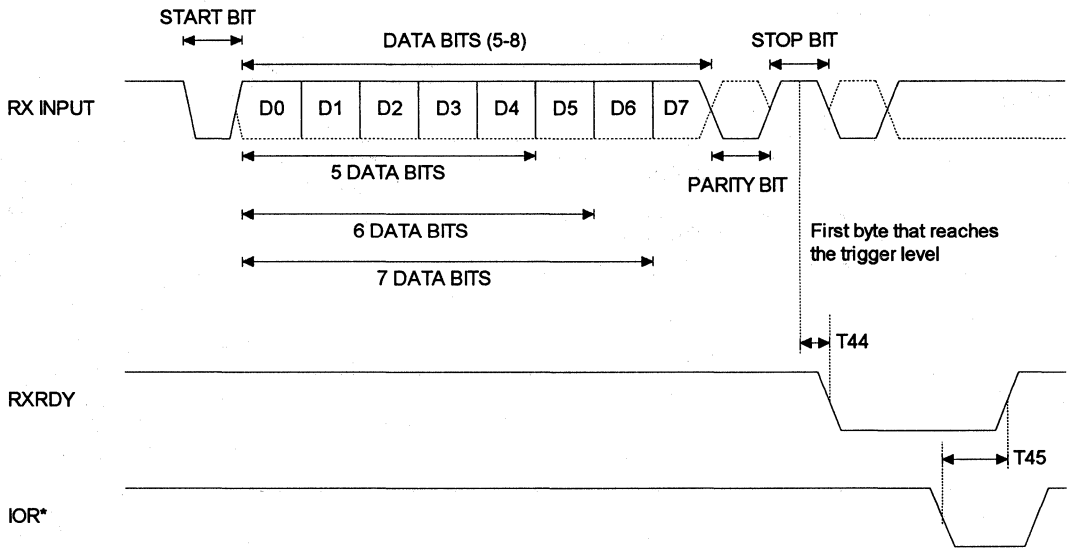 START BIT
DATA BITS (5-8)
STOP BIT
RX INPUT
D0 D1 D2 D3 D4 D5 D6 D7
5 DATA BITS
PARITY BIT
6 DATA BITS
First byte that reaches
the trigger level
7 DATA BITS
T44
RXRDY
T45
IOR*